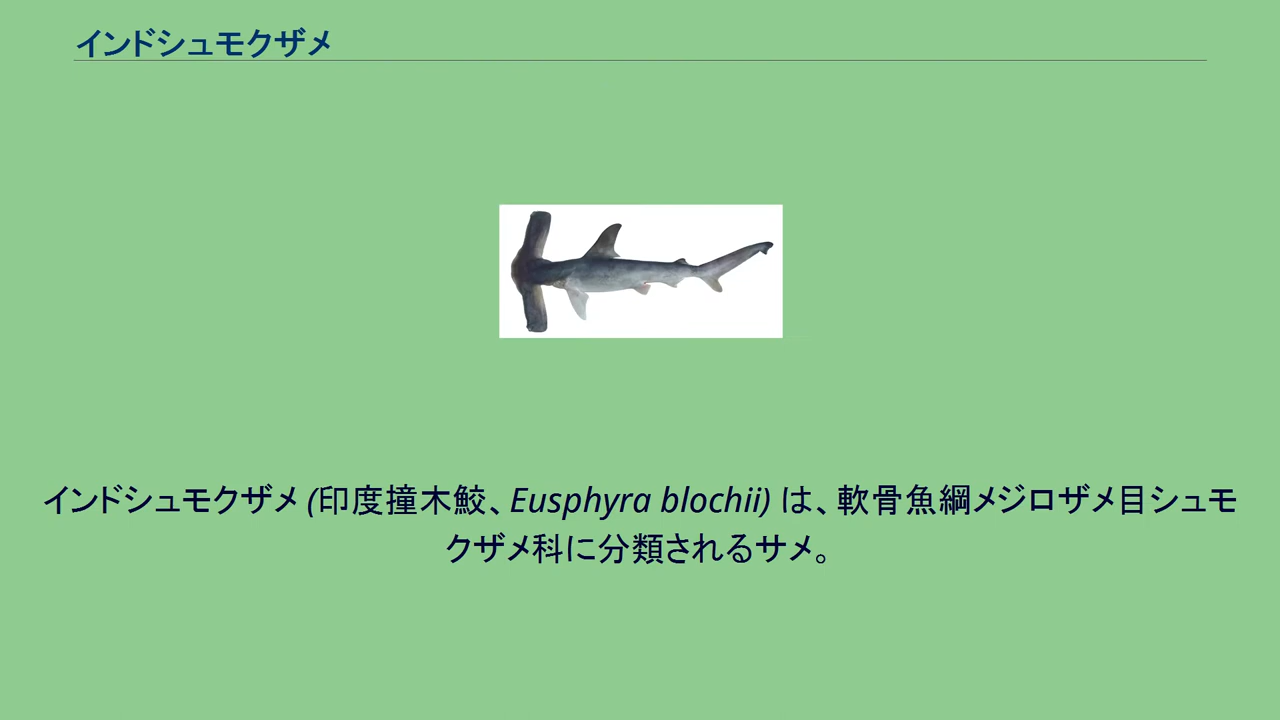 インドシュモクザメ
インドシュモクザメ (印度撞木鮫、Eusphyra blochii) は、軟骨魚綱メジロザメ目シュモ
クザメ科に分類されるサメ。